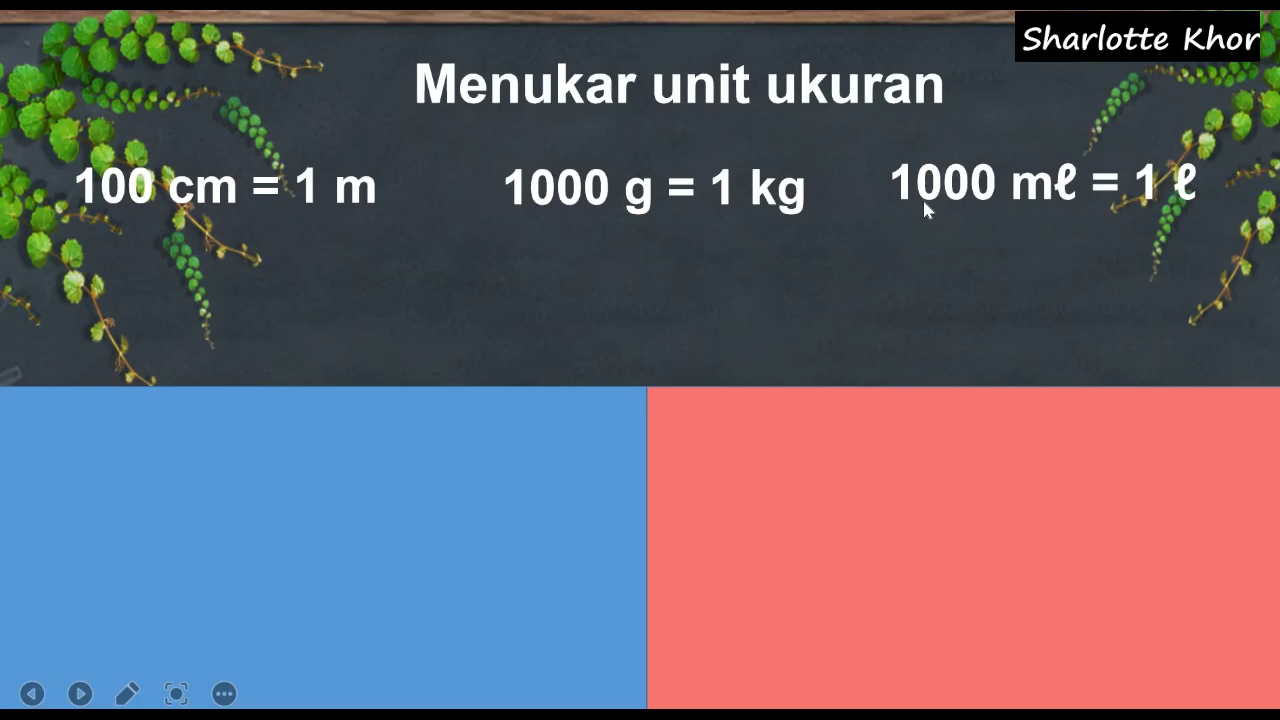 Sharlotte Khor
Menukar unit ukuran
100 cm = 1 m
1000 g = 1 kg
1000 mℓ = 1 ℓ